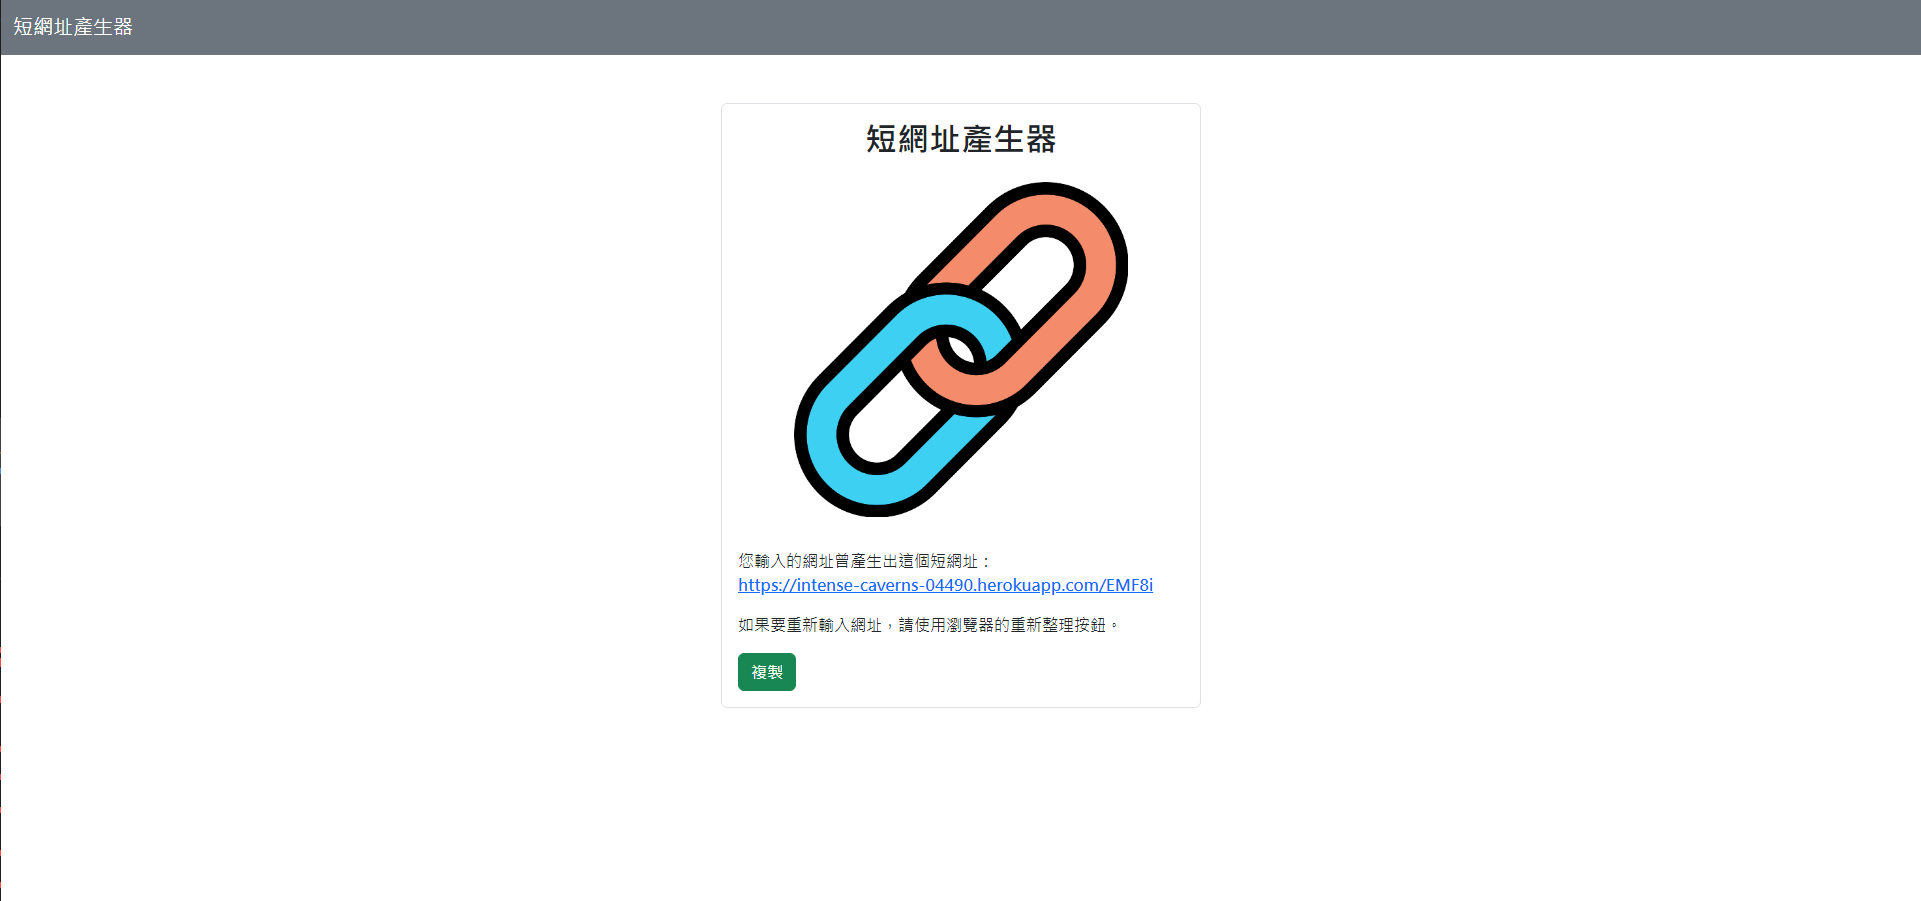 短網址產生器
短網址產生器
您輸入的網址曾產生出這個短網址：
https://intense-caverns-04490.herokuapp.com/EMF8i
如果要重新輸入網址，請使用瀏覽器的重新整理按鈕。
複製